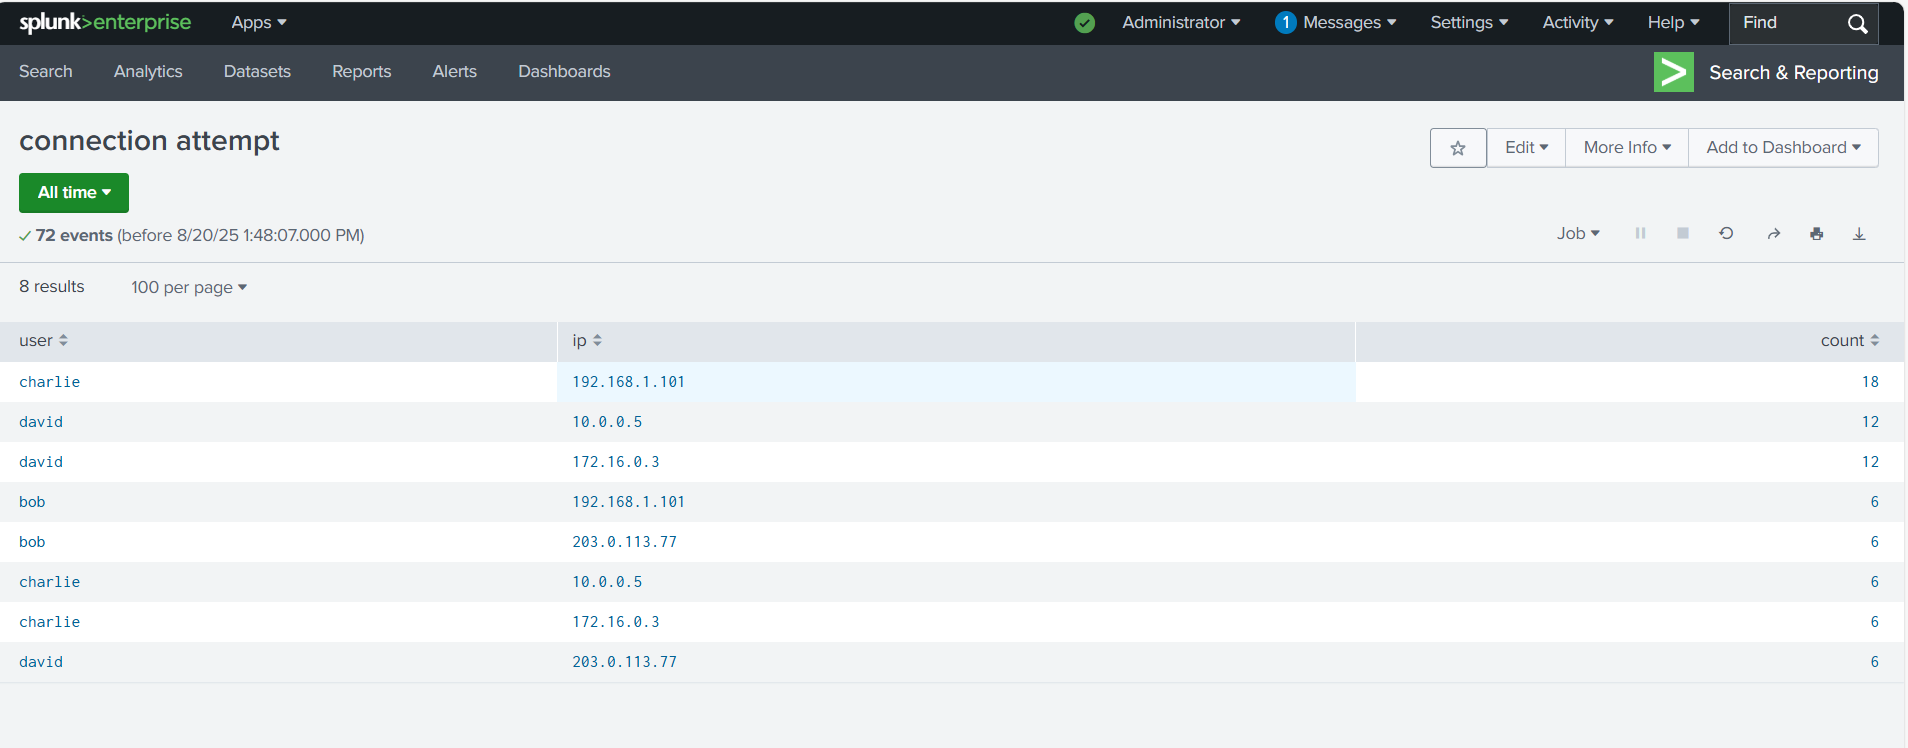 splunk>enterprise Apps Administrator 1 Messages Settings Activity Help Find
Search Analytics Datasets Reports Alerts Dashboards Search & Reporting
connection attempt Edit More Info Add to Dashboard
All time
72 events (before 8/20/25 1:48:07.000 PM) Job
8 results 100 per page
user ip count
charlie 192.168.1.101 18
david 10.0.0.5 12
david 172.16.0.3 12
bob 192.168.1.101 6
bob 203.0.113.77 6
charlie 10.0.0.5 6
charlie 172.16.0.3 6
david 203.0.113.77 6